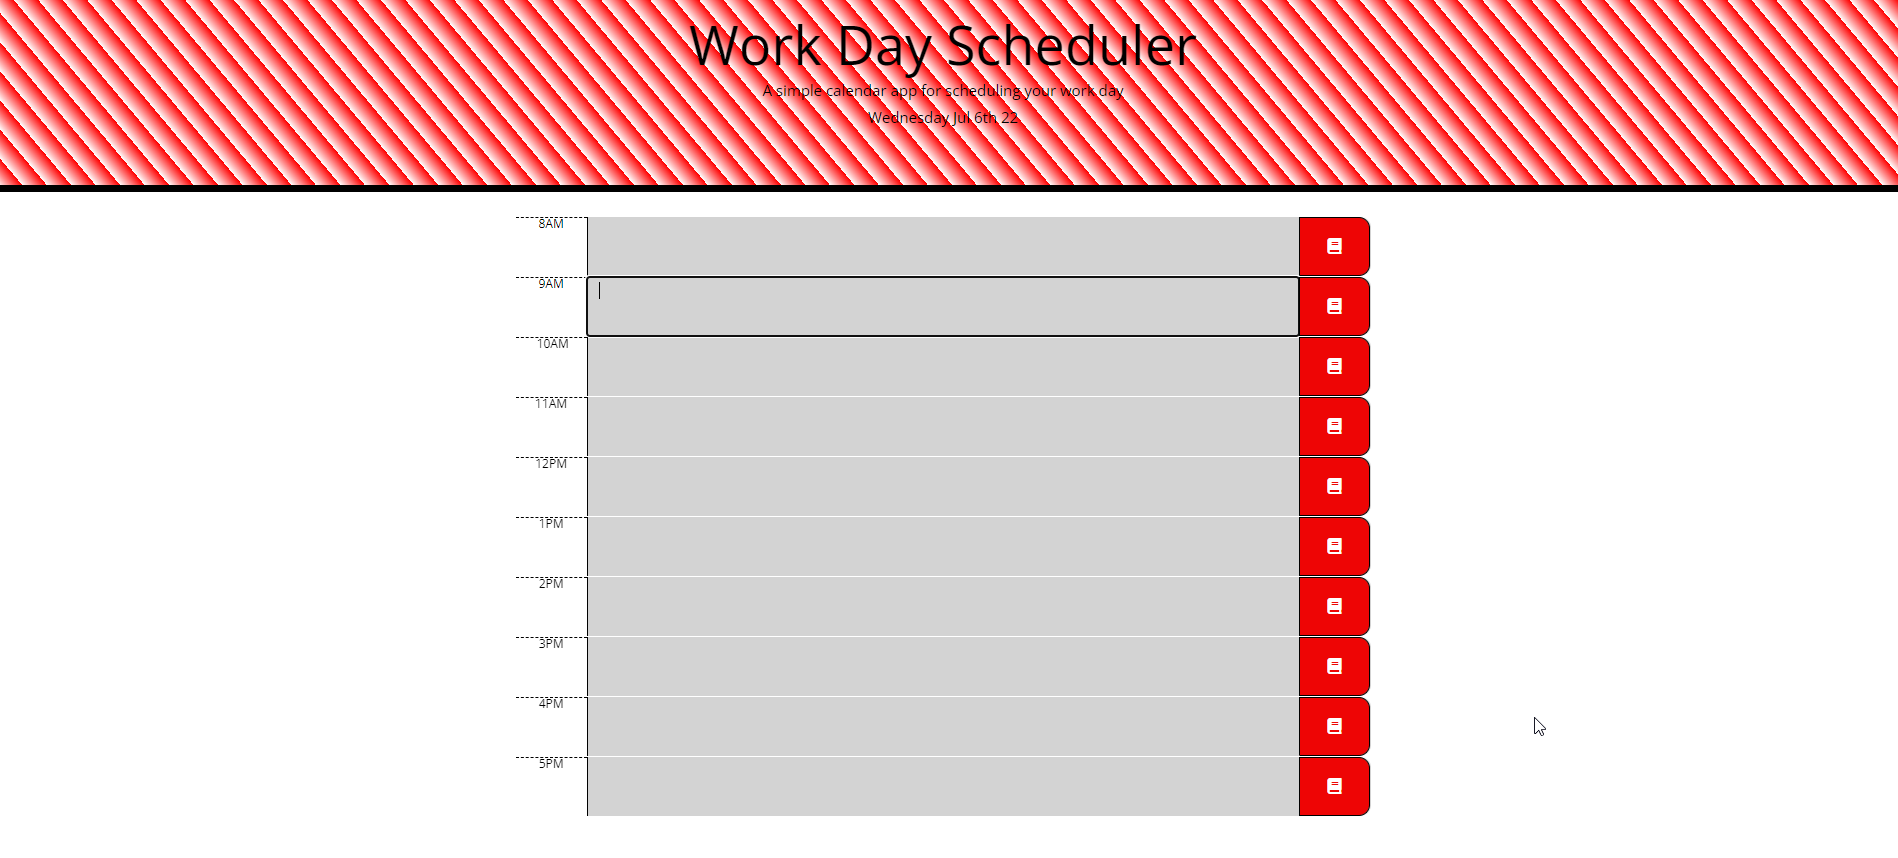 Work Day Scheduler
A simple calendar app for scheduling your work day
Wednesday Jul 6th 22
8AM
9AM
10AM
11AM
12PM
1PM
2PM
3PM
4PM
5PM